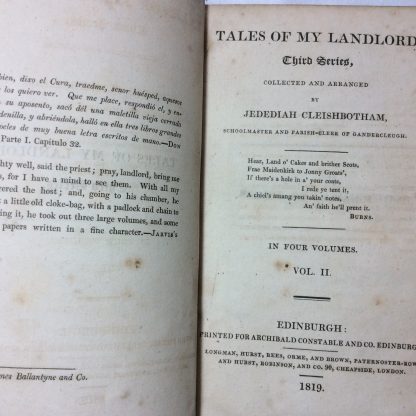 bien, dixo el Cura, traedme, senor huésped, aquesos
los quiero ver. Que me place, respondió el, y en-
su aposento, sacó dél una maletilla vieja cerrada
denilla, y abriéndola, halló en ella tres libros grandes
peles de muy buena letra escritos de mano.—Don
Parte I. Capitulo 32.
hty well, said the priest; pray, landlord, bring me
s, for I have a mind to see them. With all my
ered the host; and, going to his chamber, he
a little old cloke-bag, with a padlock and chain to
ing it, he took out three large volumes, and some
papers written in a fine character.—Jarvis's
mes Ballantyne and Co.
TALES OF MY LANDLORD,
Third Series,
COLLECTED AND ARRANGED
BY
JEDEDIAH CLEISHBOTHAM,
SCHOOLMASTER AND PARISH-CLERK OF GANDERCLEUGH.
Hear, Land o' Cakes and brither Scots,
Frae Maidenkirk to Jonny Groats',
If there's a hole in a' your coats,
I rede ye tent it,
A chiel's amang you takin' notes,
An' faith he'll prent it.
Burns.
IN FOUR VOLUMES.
VOL. II.
EDINBURGH:
PRINTED FOR ARCHIBALD CONSTABLE AND CO. EDINBURGH
LONGMAN, HURST, REES, ORME, AND BROWN, PATERNOSTER-ROW
AND HURST, ROBINSON, AND CO. 90, CHEAPSIDE, LONDON.
1819.